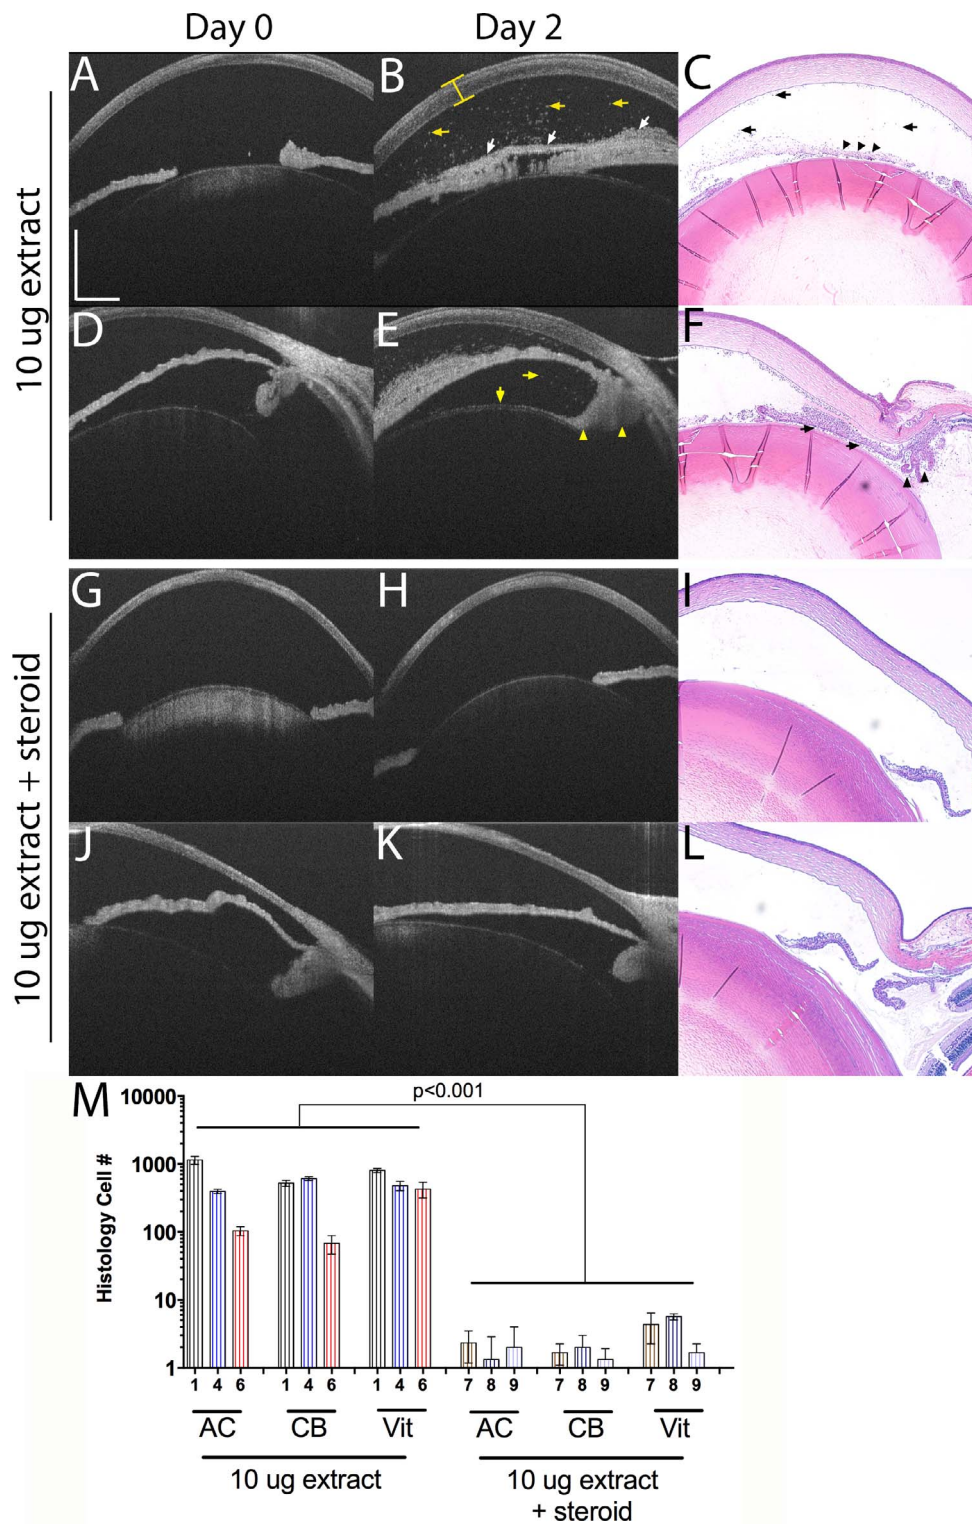 Day 0 Day 2
A B C
10 ug extract
D E F
G H I
10 ug extract + steroid
J K L
M
p<0.001
Histology Cell #
10000
1000
100
10
1
1 4 6 1 4 6 1 4 6 7 8 9 7 8 9 7 8 9
AC CB Vit AC CB Vit
10 ug extract 10 ug extract
+ steroid